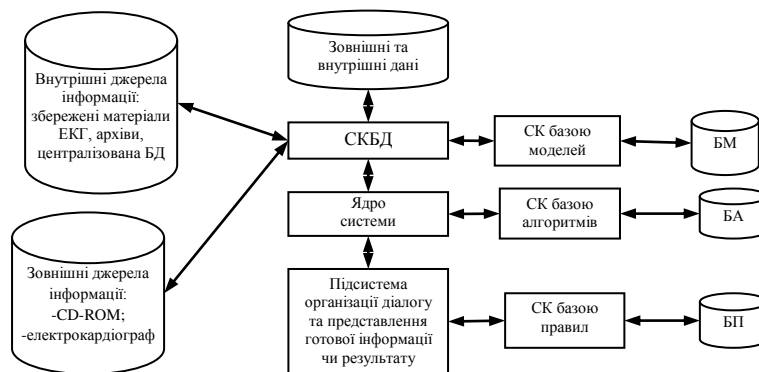 Внутрішні джерела
інформації:
збережені матеріали
ЕКГ, архіви,
централізована БД
Зовнішні джерела
інформації:
-CD-ROM;
-електрокардіограф
Зовнішні та
внутрішні дані
СКБД
СК базою
моделей
БМ
Ядро
системи
СК базою
алгоритмів
БА
Підсистема
організації діалогу
та представлення
готової інформації
чи результату
СК базою
правил
БП